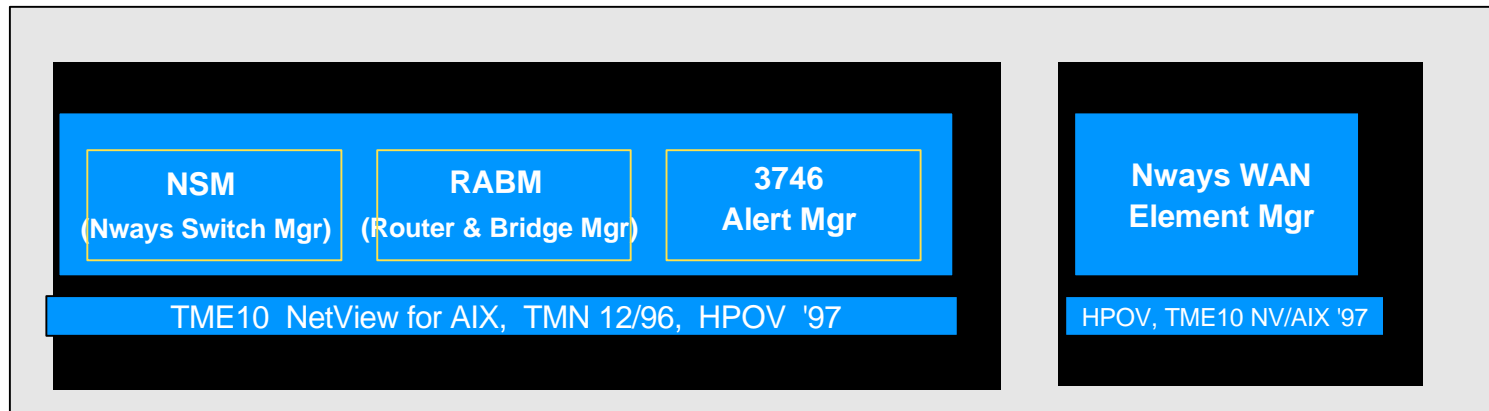 NSM
(Nways Switch Mgr)
RABM
(Router & Bridge Mgr)
3746
Alert Mgr
TME10 NetView for AIX, TMN 12/96, HPOV '97
Nways WAN
Element Mgr
HPOV, TME10 NV/AIX '97